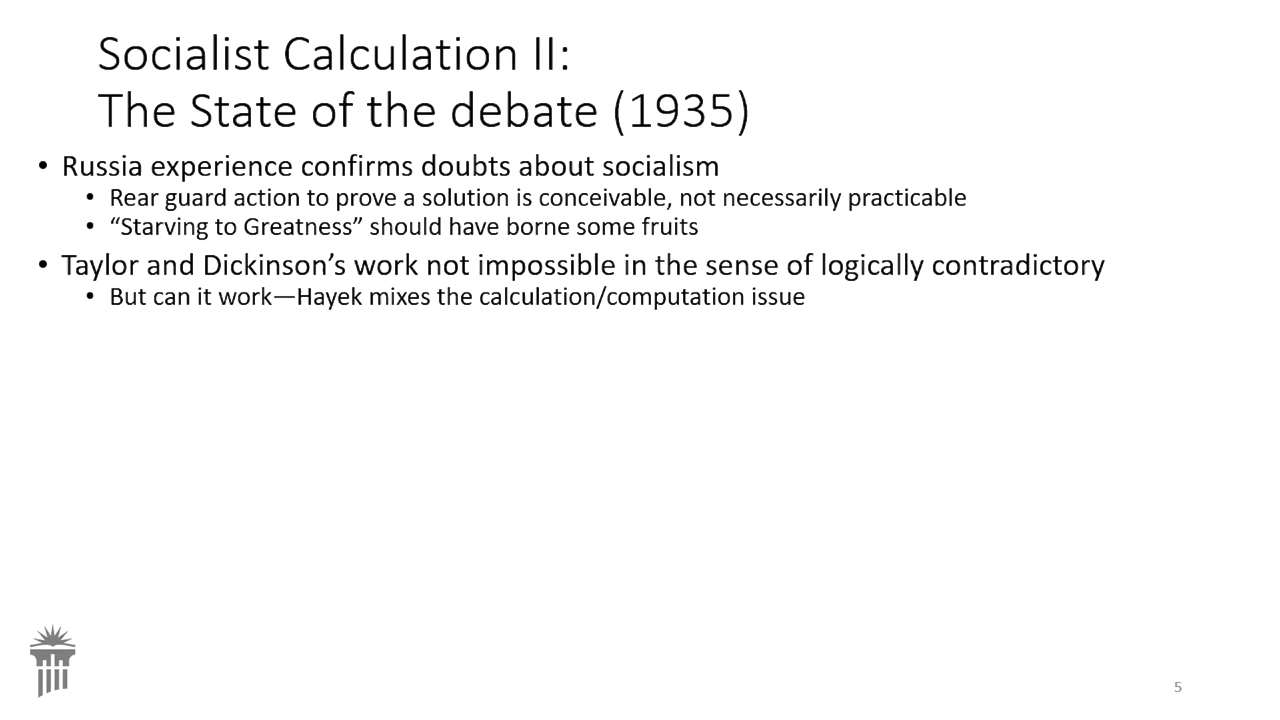 Socialist Calculation II:
The State of the debate (1935)
• Russia experience confirms doubts about socialism
• Rear guard action to prove a solution is conceivable, not necessarily practicable
• “Starving to Greatness” should have borne some fruits
• Taylor and Dickinson’s work not impossible in the sense of logically contradictory
• But can it work—Hayek mixes the calculation/computation issue
5